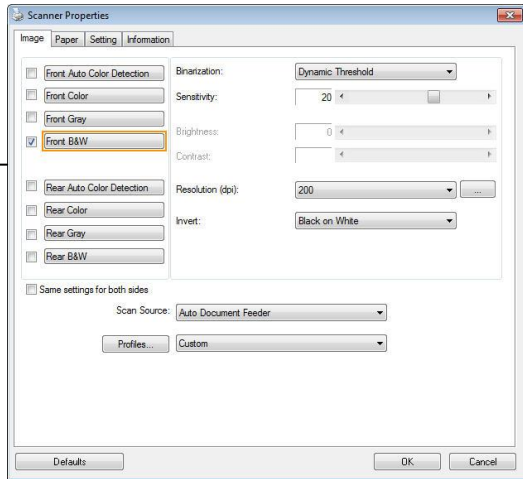 Scanner Properties
Image Paper Setting Information
Front Auto Color Detection
Front Color
Front Gray
Front B&W
Rear Auto Color Detection
Rear Color
Rear Gray
Rear B&W
Binarization: Dynamic Threshold
Sensitivity: 20
Brightness: 0
Contrast:
Resolution (dpi): 200 ...
Invert: Black on White
Same settings for both sides
Scan Source: Auto Document Feeder
Profiles... Custom
Defaults OK Cancel